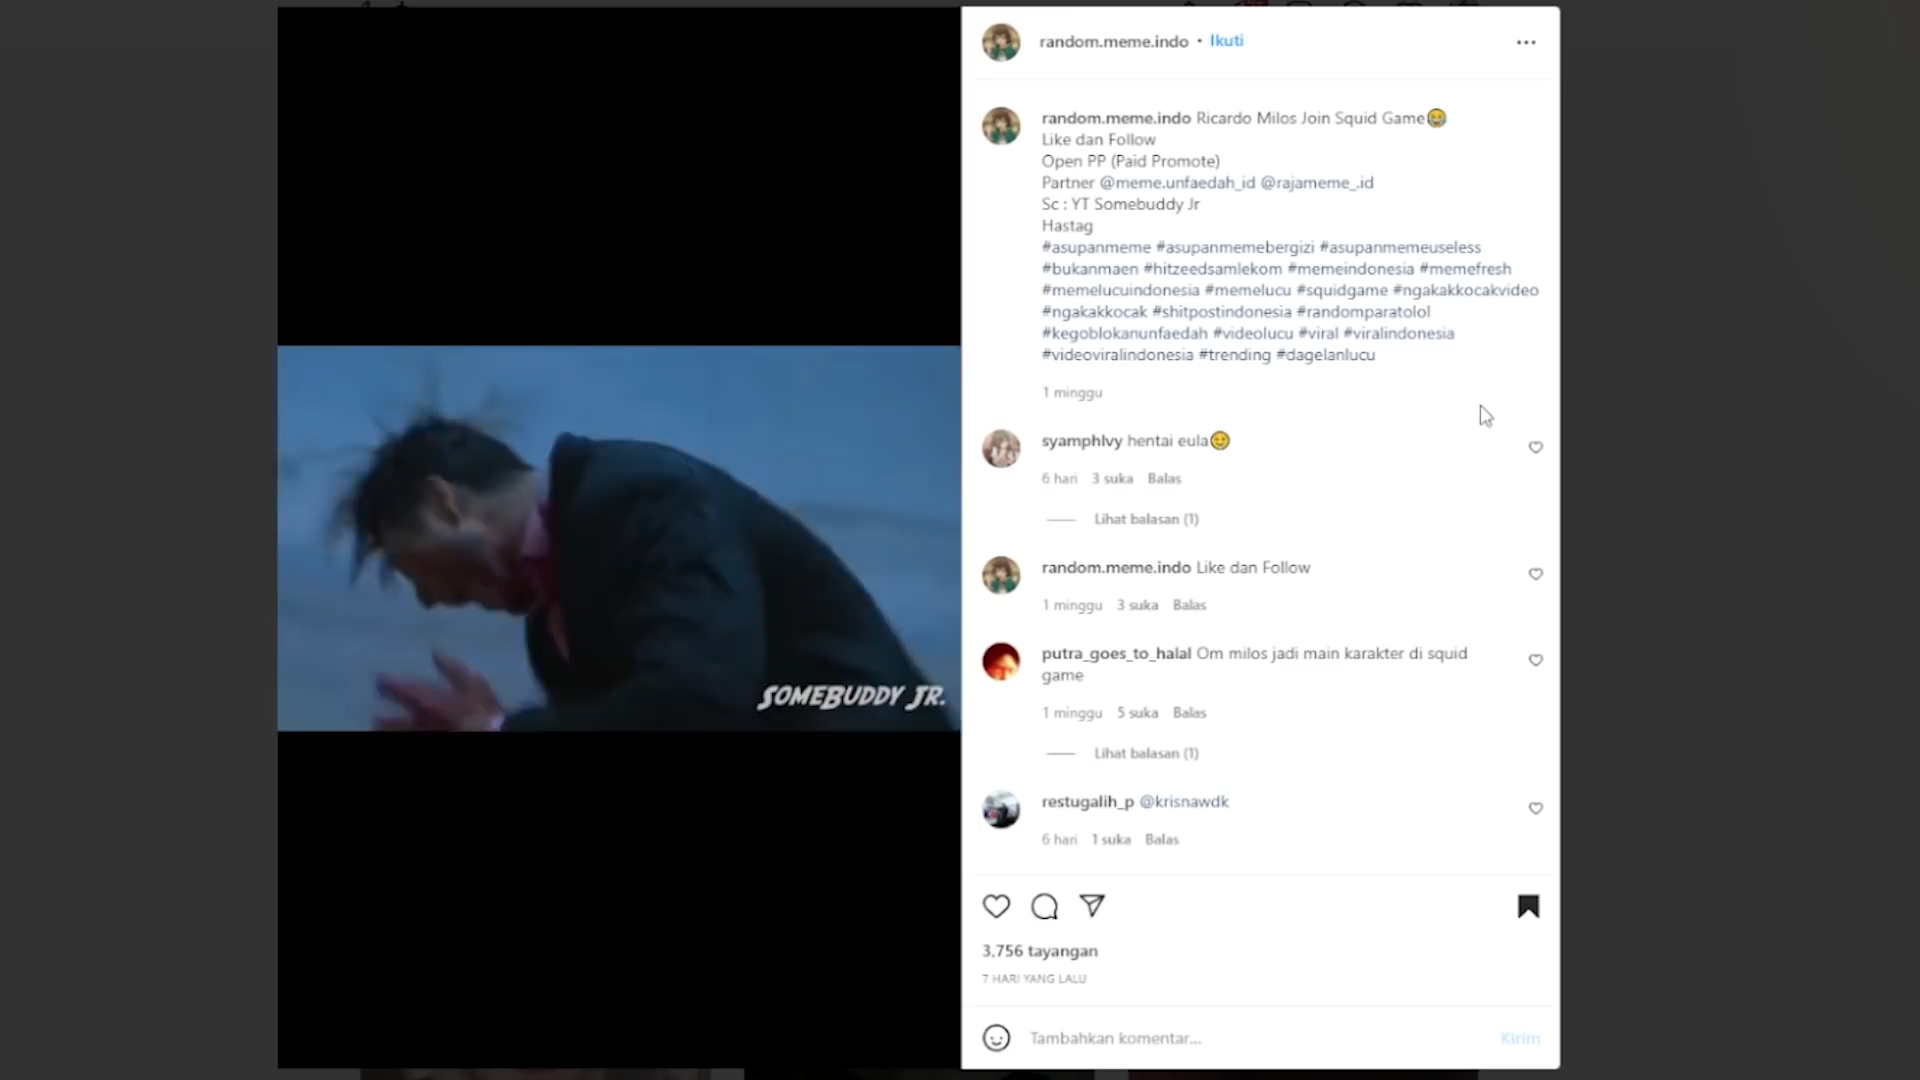 random.meme.indo • Ikuti
random.meme.indo Ricardo Milos Join Squid Game😂
Like dan Follow
Open PP (Paid Promote)
Partner @meme.unfaedah_id @rajameme_.id
Sc : YT Somebuddy Jr
Hastag
#asupanmeme #asupanmemebergizi #asupanmemeuseless
#bukanmaen #hitzeedsamlekom #memeindonesia #memefresh
#memelucuindonesia #memelucu #squidgame #ngakakkocakvideo
#ngakakkocak #shitpostindonesia #randomparatolol
#kegoblokanunfaedah #videolucu #viral #viralindonesia
#videoviralindonesia #trending #dagelanlucu
1 minggu
syamphlvy hentai eula
6 hari 3 suka Balas
Lihat balasan (1)
random.meme.indo Like dan Follow
1 minggu 3 suka Balas
putra_goes_to_halal Om milos jadi main karakter di squid
game
1 minggu 5 suka Balas
Lihat balasan (1)
restugalih_p @krisnawdk
6 hari 1 suka Balas
3,756 tayangan
7 HARI YANG LALU
Tambahkan komentar... Kirim
SOMEBUDDY JR.